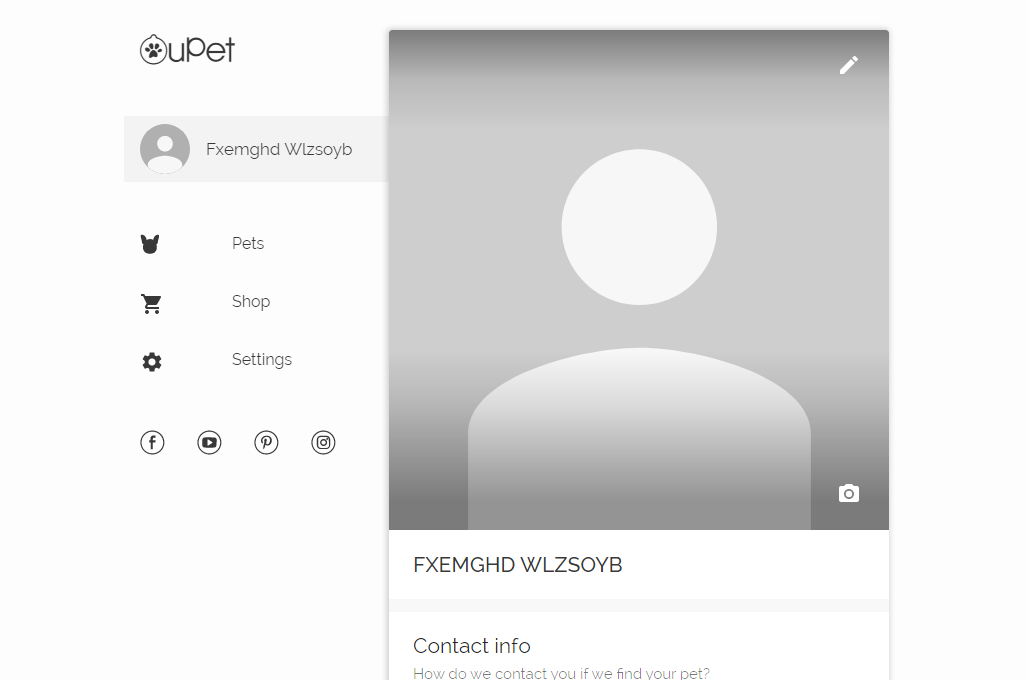 uPet
Fxemghd Wlzsoyb
Pets
Shop
Settings
FXEMGHD WLZSOYB
Contact info
How do we contact you if we find your pet?